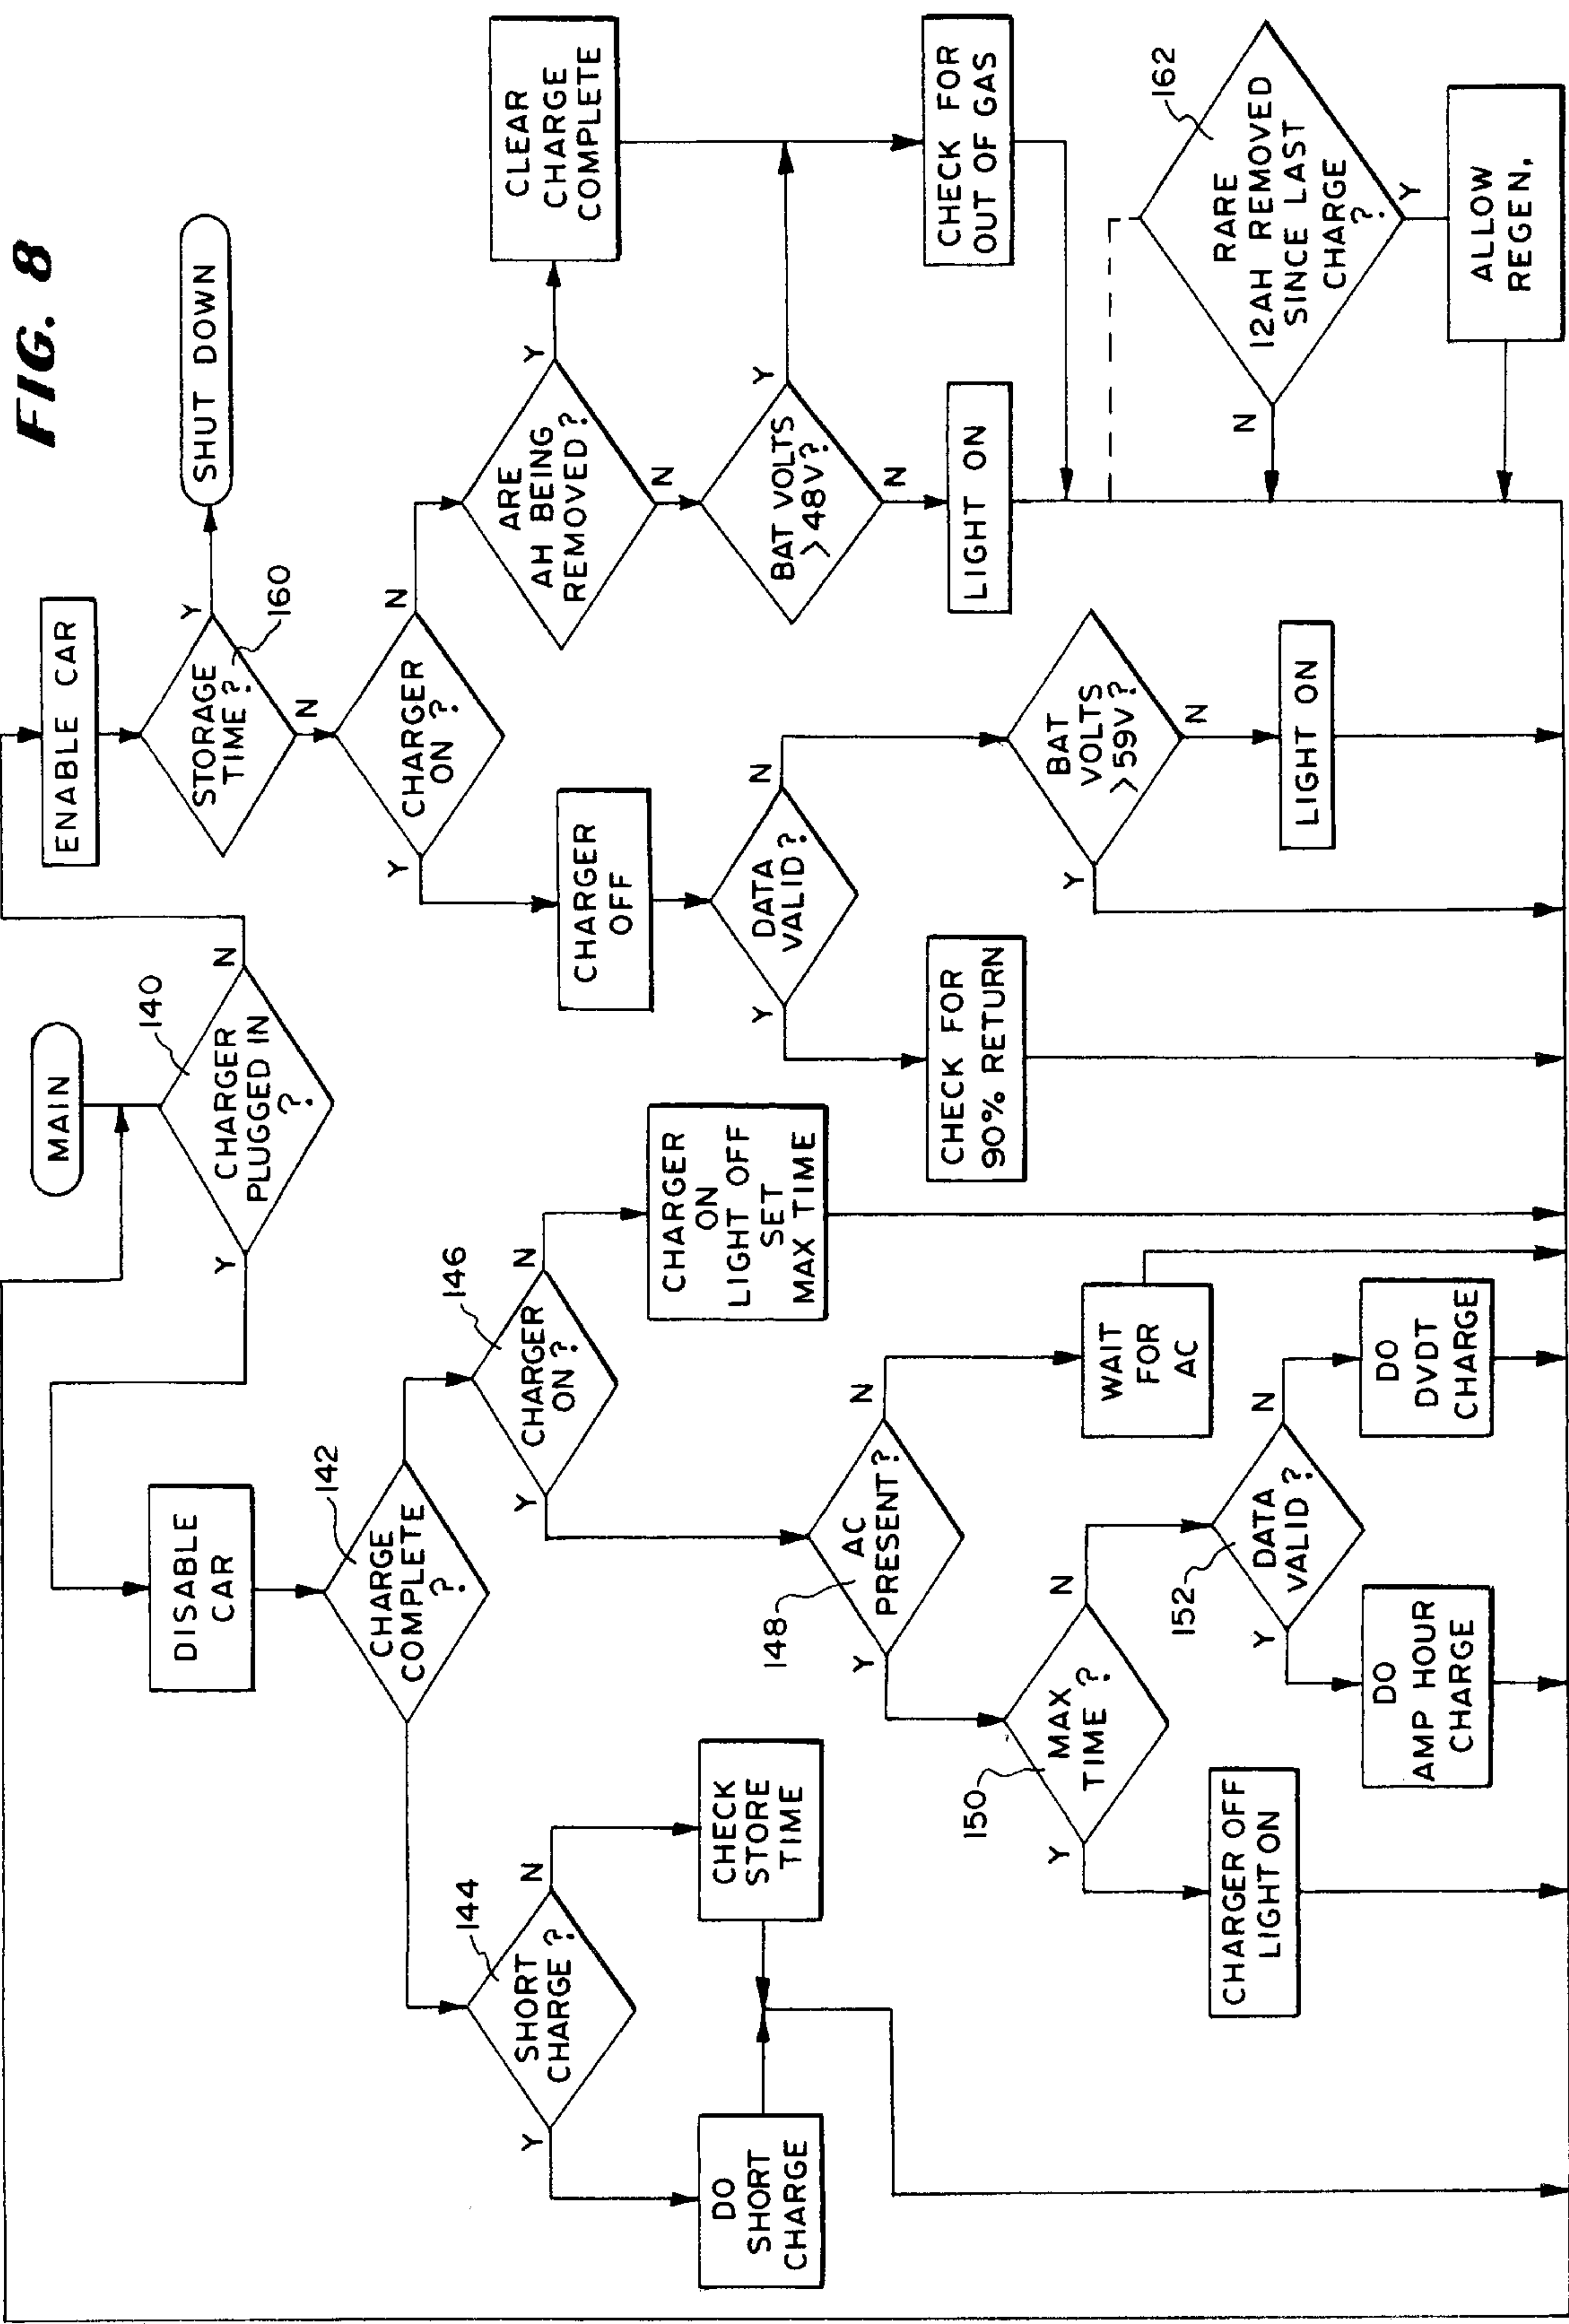 FIG. 8
MAIN
140
CHARGER
PLUGGED IN
?
Y
N
DISABLE
CAR
142
CHARGE
COMPLETE
?
144
SHORT
CHARGE?
Y
N
DO
SHORT
CHARGE
CHECK
STORE
TIME
146
CHARGER
ON?
Y
N
CHARGER
ON
LIGHT OFF
SET
MAX TIME
148
AC
PRESENT?
Y
N
WAIT
FOR
AC
150
MAX
TIME?
Y
N
CHARGER OFF
LIGHT ON
152
DATA
VALID?
Y
N
DO
AMP HOUR
CHARGE
DO
DVDT
CHARGE
ENABLE CAR
STORAGE
TIME?
160
Y
N
SHUT DOWN
CHARGER
ON?
Y
N
CHARGER
OFF
DATA
VALID?
Y
N
CHECK FOR
90% RETURN
BAT
VOLTS
>59V?
Y
N
LIGHT ON
ARE
AH BEING
REMOVED?
Y
N
CLEAR
CHARGE
COMPLETE
BAT VOLTS
>48V?
Y
N
LIGHT ON
CHECK FOR
OUT OF GAS
162
RARE
12AH REMOVED
SINCE LAST
CHARGE
?
N
Y
ALLOW
REGEN.